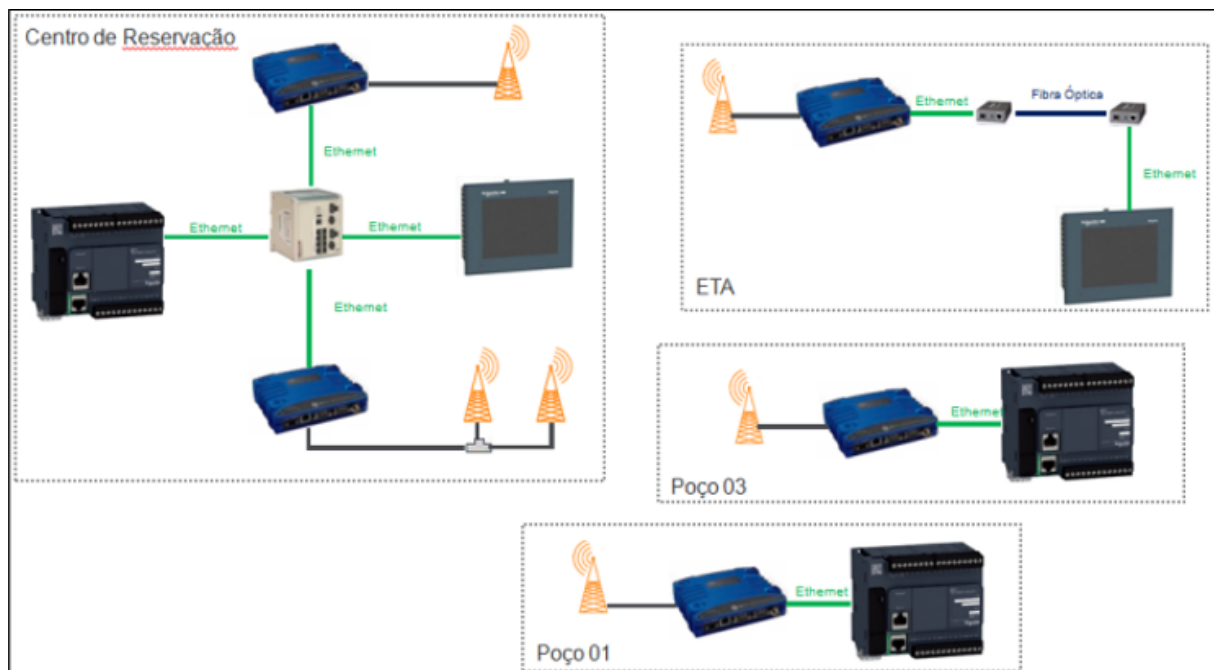 Centro de Reservação
Ethernet
Ethernet
Ethernet
Ethernet
Ethernet
Fibra Óptica
Ethernet
ETA
Ethernet
Poço 03
Ethernet
Poço 01